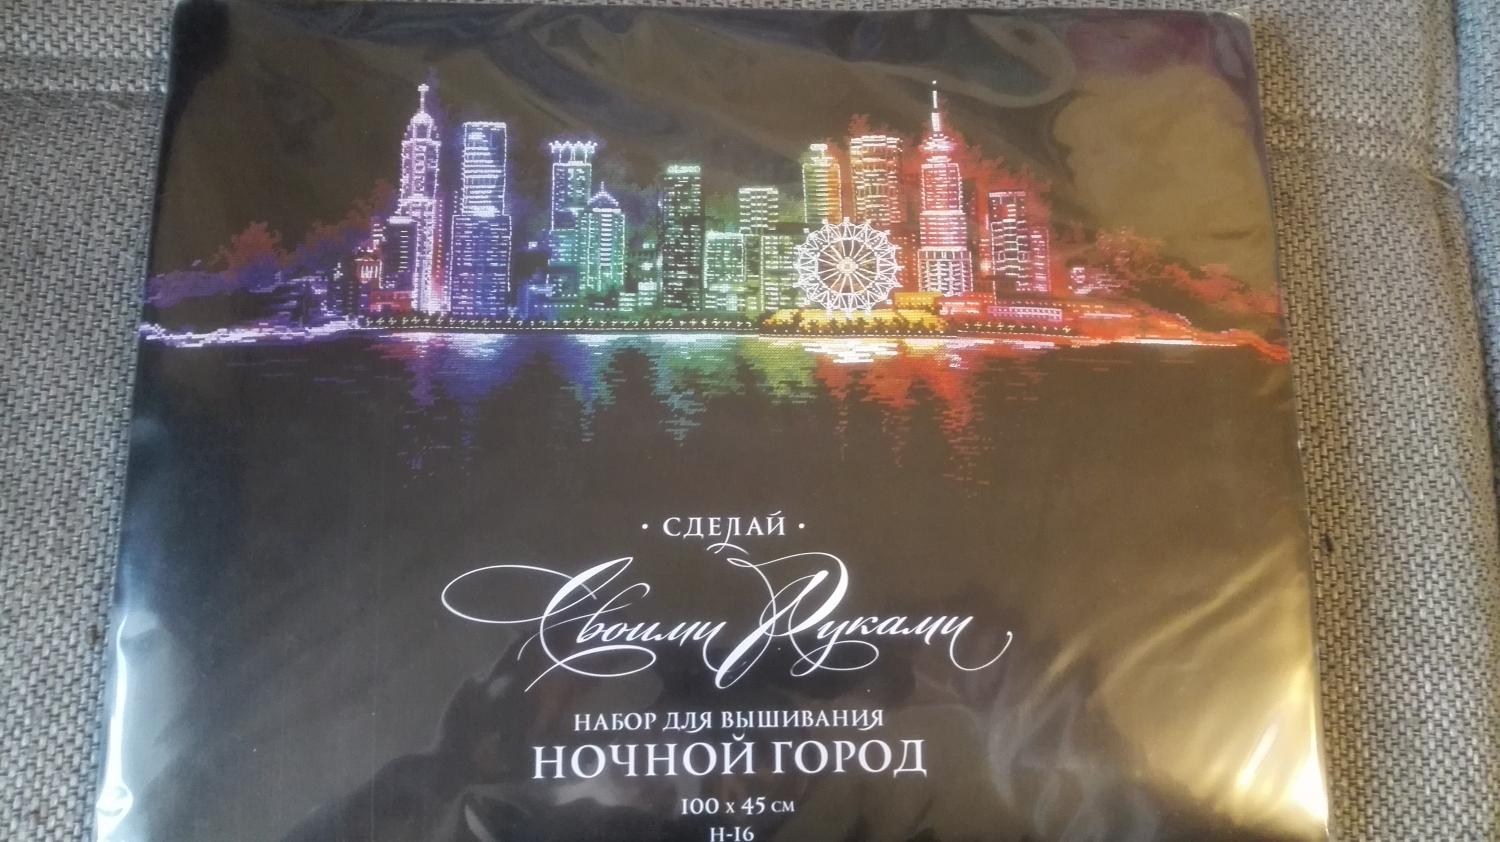 · СДЕЛАЙ ·
Своими Руками
НАБОР ДЛЯ ВЫШИВАНИЯ
НОЧНОЙ ГОРОД
100 x 45 СМ
Н-16